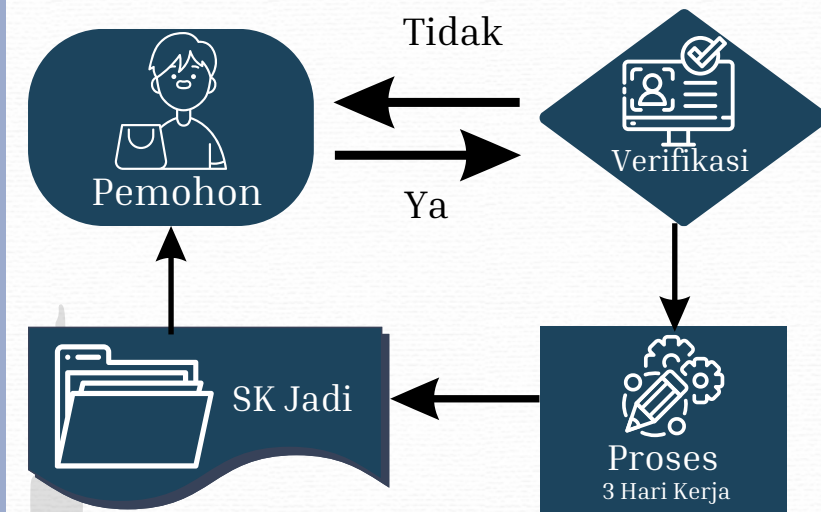 Tidak
Pemohon
Verifikasi
Ya
SK Jadi
Proses
3 Hari Kerja